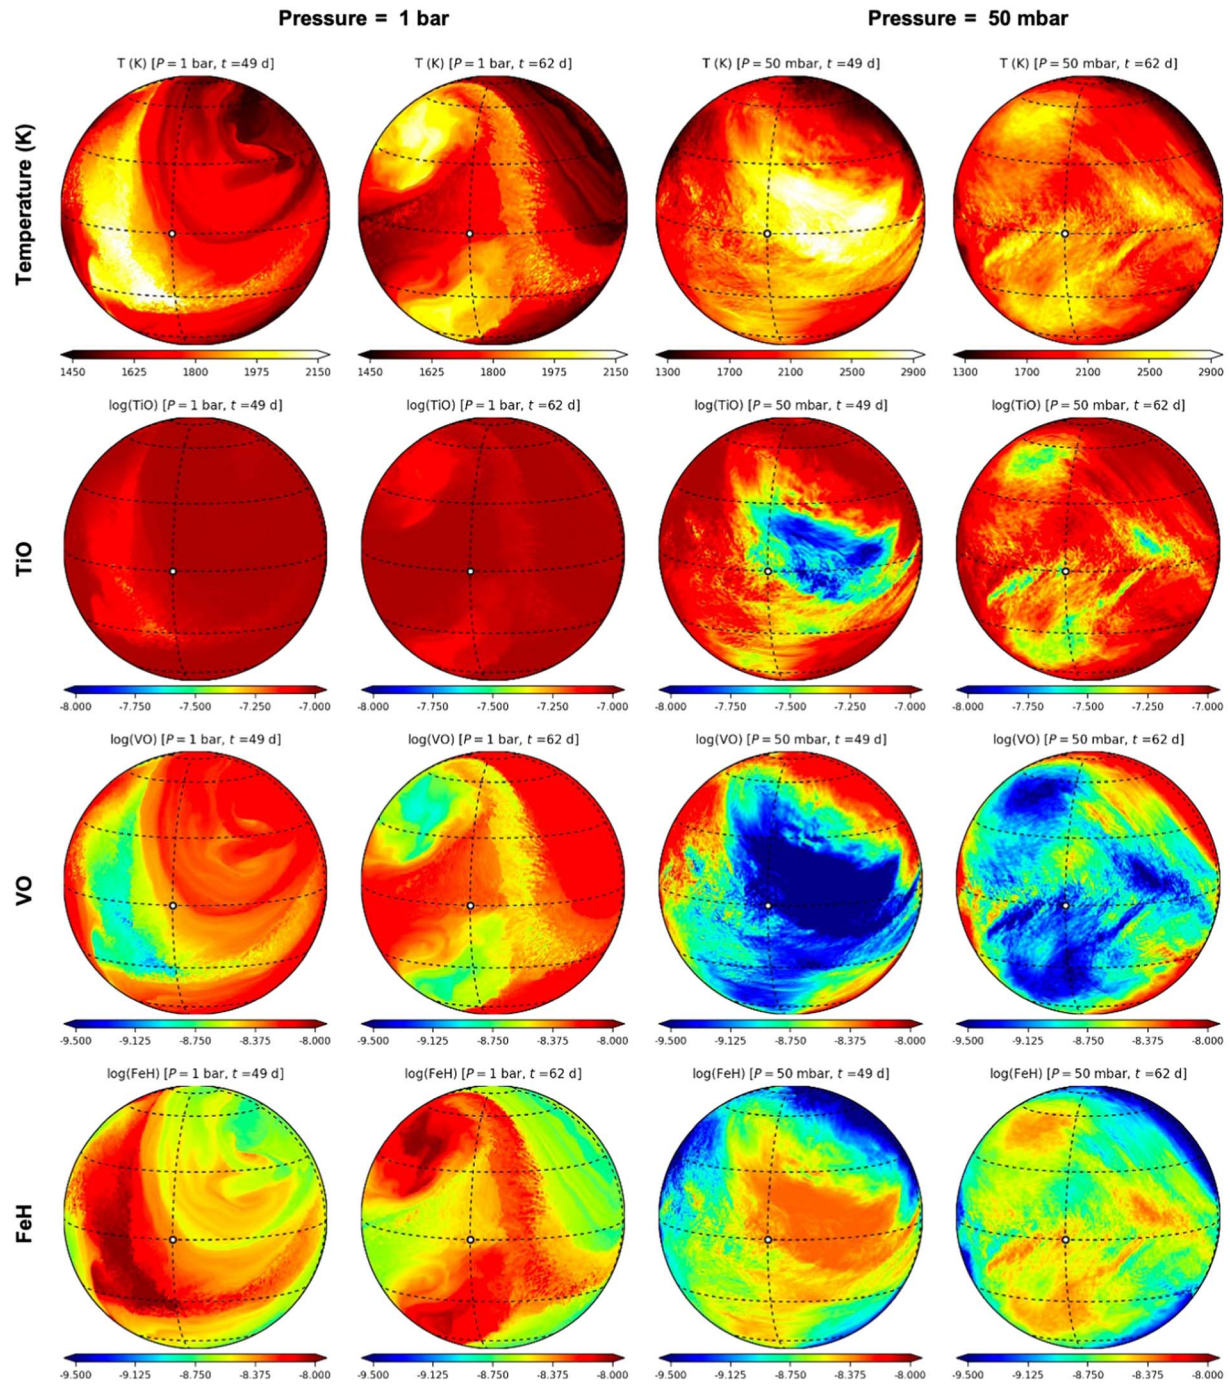 Pressure = 1 bar Pressure = 50 mbar
T (K) [P = 1 bar, t =49 d] T (K) [P = 1 bar, t =62 d] T (K) [P = 50 mbar, t =49 d] T (K) [P = 50 mbar, t =62 d]
Temperature (K)
1450 1625 1800 1975 2150 1450 1625 1800 1975 2150 1300 1700 2100 2500 2900 1300 1700 2100 2500 2900
log(TiO) [P = 1 bar, t =49 d] log(TiO) [P = 1 bar, t =62 d] log(TiO) [P = 50 mbar, t =49 d] log(TiO) [P = 50 mbar, t =62 d]
TiO
-8.000 -7.750 -7.500 -7.250 -7.000 -8.000 -7.750 -7.500 -7.250 -7.000 -8.000 -7.750 -7.500 -7.250 -7.000 -8.000 -7.750 -7.500 -7.250 -7.000
log(VO) [P = 1 bar, t =49 d] log(VO) [P = 1 bar, t =62 d] log(VO) [P = 50 mbar, t =49 d] log(VO) [P = 50 mbar, t =62 d]
VO
-9.500 -9.125 -8.750 -8.375 -8.000 -9.500 -9.125 -8.750 -8.375 -8.000 -9.500 -9.125 -8.750 -8.375 -8.000 -9.500 -9.125 -8.750 -8.375 -8.000
log(FeH) [P = 1 bar, t =49 d] log(FeH) [P = 1 bar, t =62 d] log(FeH) [P = 50 mbar, t =49 d] log(FeH) [P = 50 mbar, t =62 d]
FeH
-9.500 -9.125 -8.750 -8.375 -8.000 -9.500 -9.125 -8.750 -8.375 -8.000 -9.500 -9.125 -8.750 -8.375 -8.000 -9.500 -9.125 -8.750 -8.375 -8.000